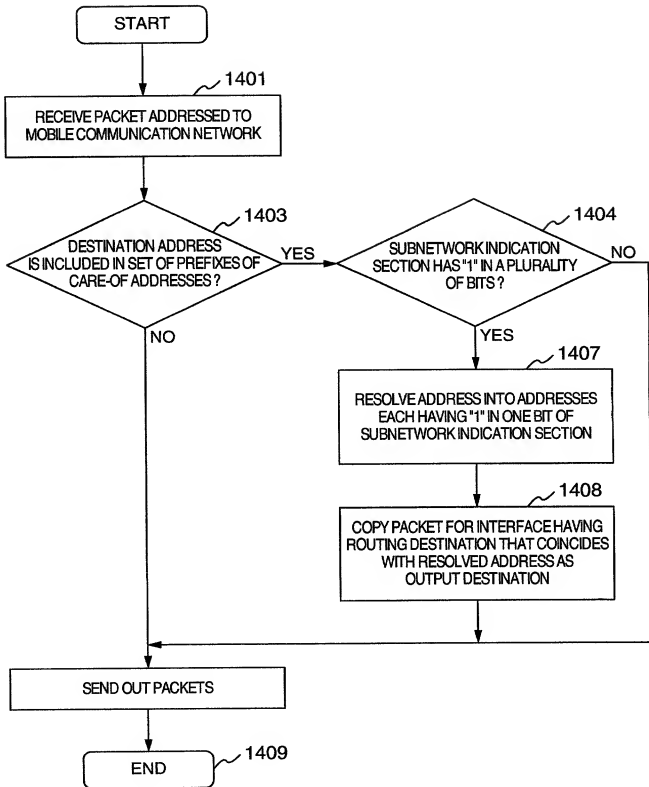 START
1401
RECEIVE PACKET ADDRESSED TO
MOBILE COMMUNICATION NETWORK
1403
DESTINATION ADDRESS
IS INCLUDED IN SET OF PREFIXES OF
CARE-OF ADDRESSES ?
YES
NO
1404
SUBNETWORK INDICATION
SECTION HAS "1" IN A PLURALITY
OF BITS ?
NO
YES
1407
RESOLVE ADDRESS INTO ADDRESSES
EACH HAVING "1" IN ONE BIT OF
SUBNETWORK INDICATION SECTION
1408
COPY PACKET FOR INTERFACE HAVING
ROUTING DESTINATION THAT COINCIDES
WITH RESOLVED ADDRESS AS
OUTPUT DESTINATION
SEND OUT PACKETS
1409
END